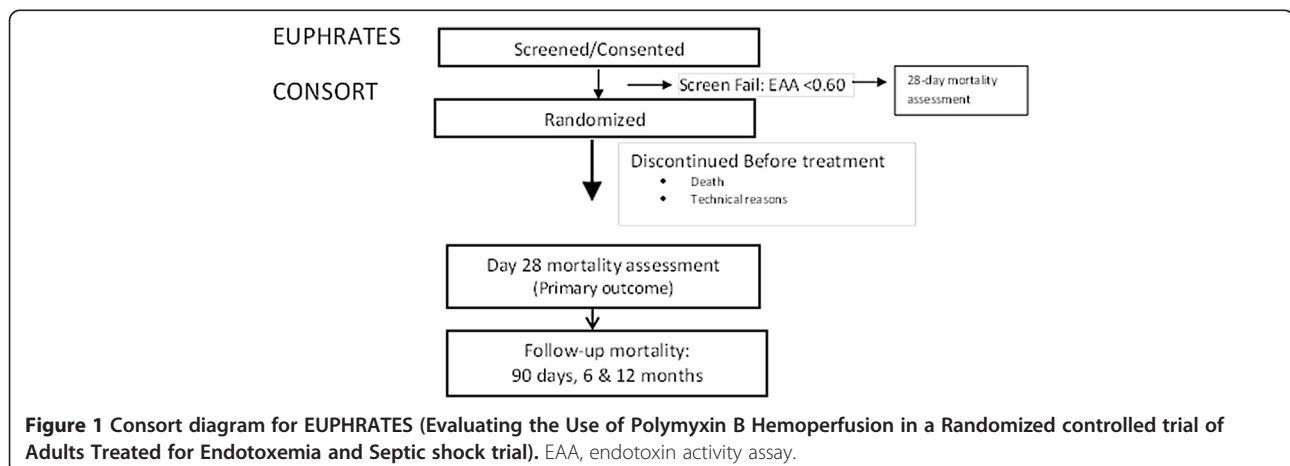 EUPHRATES
CONSORT
Screened/Consented
Screen Fail: EAA <0.60
28-day mortality
assessment
Randomized
Discontinued Before treatment
◆ Death
◆ Technical reasons
Day 28 mortality assessment
(Primary outcome)
Follow-up mortality:
90 days, 6 & 12 months
Figure 1 Consort diagram for EUPHRATES (Evaluating the Use of Polymyxin B Hemoperfusion in a Randomized controlled trial of
Adults Treated for Endotoxemia and Septic shock trial). EAA, endotoxin activity assay.